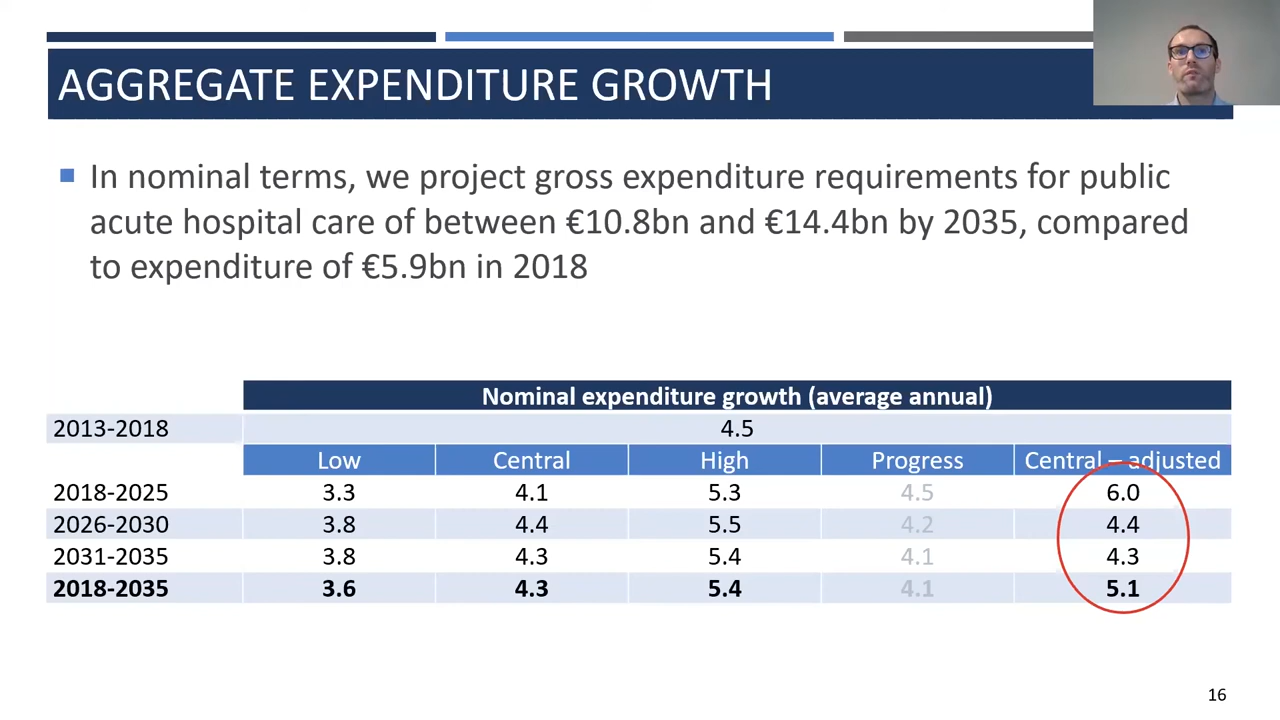 AGGREGATE EXPENDITURE GROWTH
In nominal terms, we project gross expenditure requirements for public
acute hospital care of between €10.8bn and €14.4bn by 2035, compared
to expenditure of €5.9bn in 2018
Nominal expenditure growth (average annual)
2013-2018 4.5
Low Central High Progress Central – adjusted
2018-2025 3.3 4.1 5.3 4.5 6.0
2026-2030 3.8 4.4 5.5 4.2 4.4
2031-2035 3.8 4.3 5.4 4.1 4.3
2018-2035 3.6 4.3 5.4 4.1 5.1
16